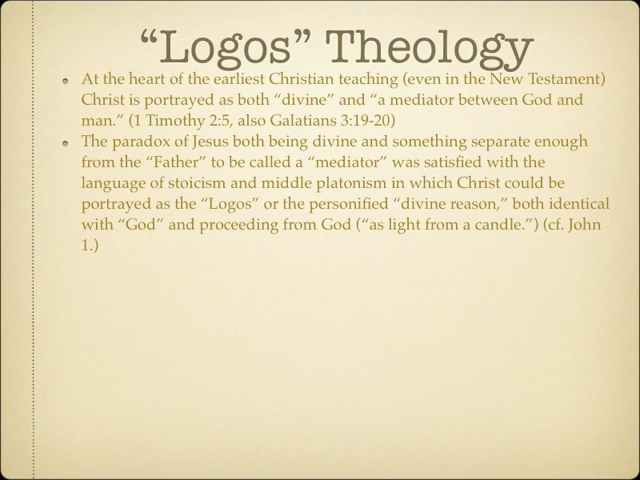 “Logos” Theology
At the heart of the earliest Christian teaching (even in the New Testament)
Christ is portrayed as both “divine” and “a mediator between God and
man.” (1 Timothy 2:5, also Galatians 3:19-20)
The paradox of Jesus both being divine and something separate enough
from the “Father” to be called a “mediator” was satisfied with the
language of stoicism and middle platonism in which Christ could be
portrayed as the “Logos” or the personified “divine reason,” both identical
with “God” and proceeding from God (“as light from a candle.”) (cf. John
1.)